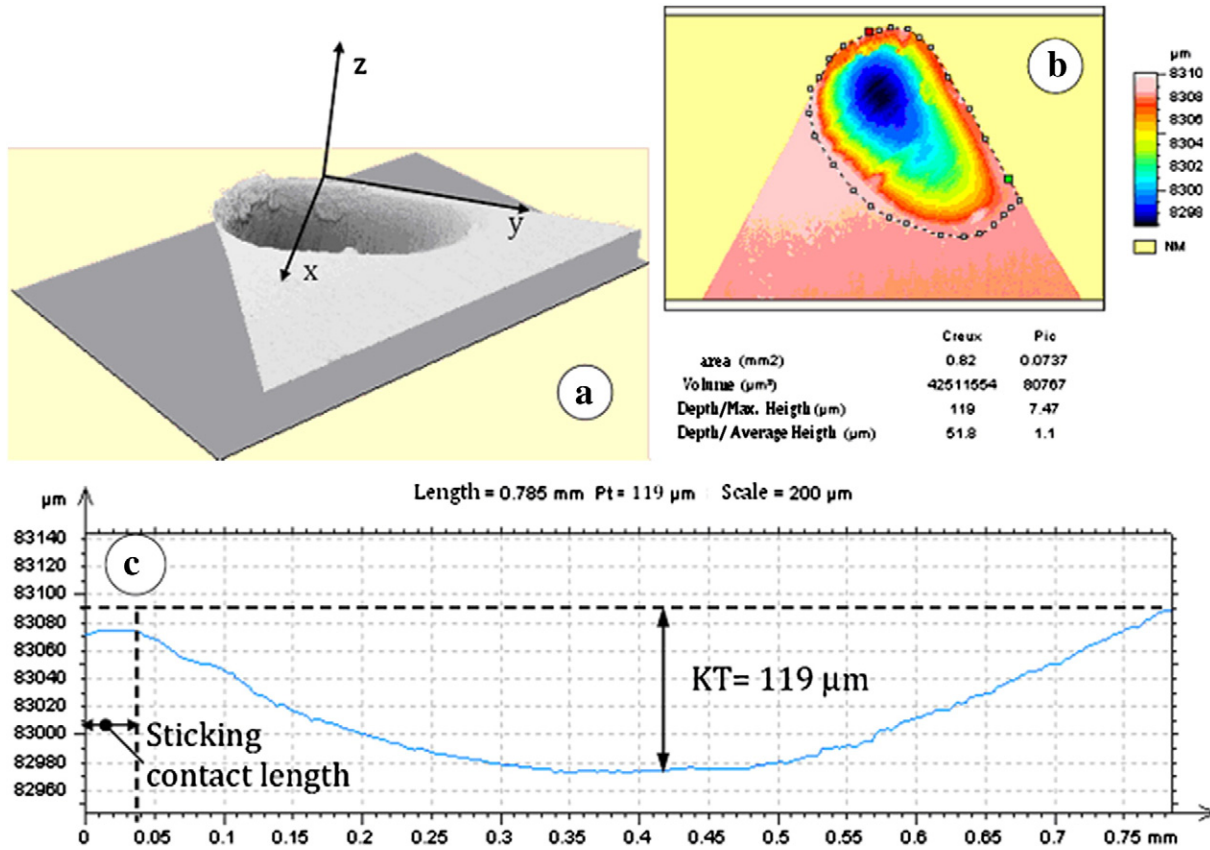 z
y
x
a
b
µm
8310
8308
8306
8304
8302
8300
8298
NM
Creux Pic
area (mm2) 0.82 0.0737
Volume (µm³) 42511554 80767
Depth/Max. Heigth (µm) 119 7.47
Depth/ Average Heigth (µm) 51.8 1.1
Length = 0.785 mm Pt = 119 µm Scale = 200 µm
µm
83140
83120
83100
83080
83060
83040
83020
83000
82980
82960
c
KT= 119 µm
Sticking
contact length
0 0.05 0.1 0.15 0.2 0.25 0.3 0.35 0.4 0.45 0.5 0.55 0.6 0.65 0.7 0.75 mm